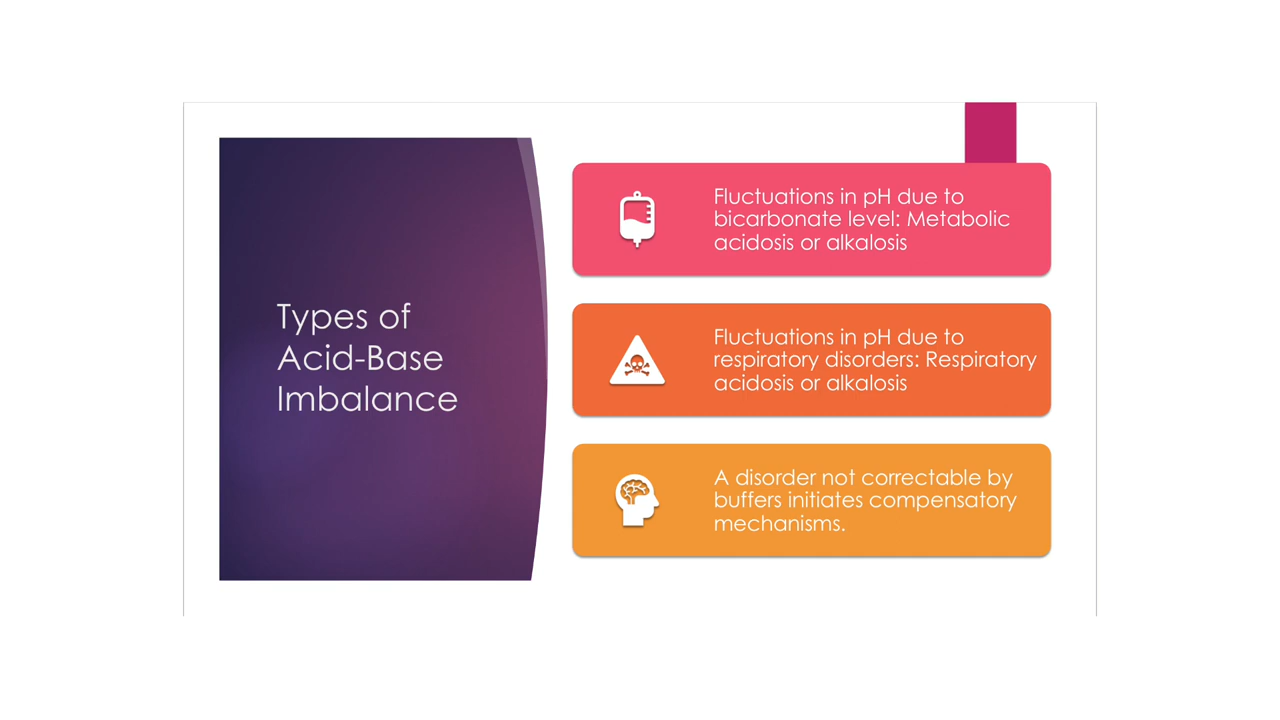 Types of
Acid-Base
Imbalance
Fluctuations in pH due to
bicarbonate level: Metabolic
acidosis or alkalosis
Fluctuations in pH due to
respiratory disorders: Respiratory
acidosis or alkalosis
A disorder not correctable by
buffers initiates compensatory
mechanisms.